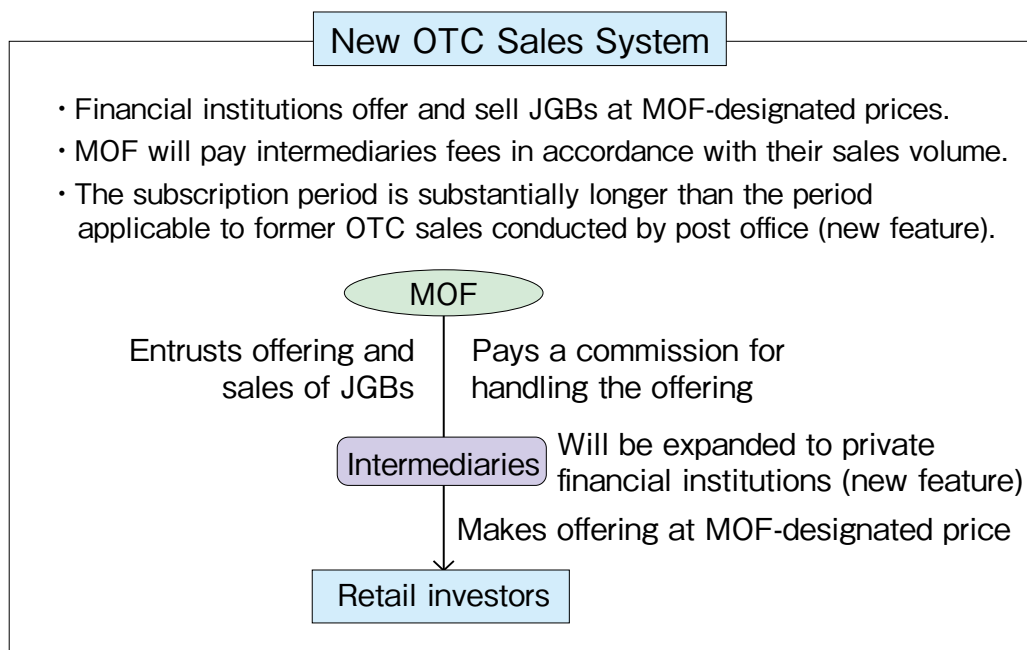 New OTC Sales System
・Financial institutions offer and sell JGBs at MOF-designated prices.
・MOF will pay intermediaries fees in accordance with their sales volume.
・The subscription period is substantially longer than the period
applicable to former OTC sales conducted by post office (new feature).
MOF
Entrusts offering and
sales of JGBs
Pays a commission for
handling the offering
Intermediaries
Will be expanded to private
financial institutions (new feature)
Makes offering at MOF-designated price
Retail investors